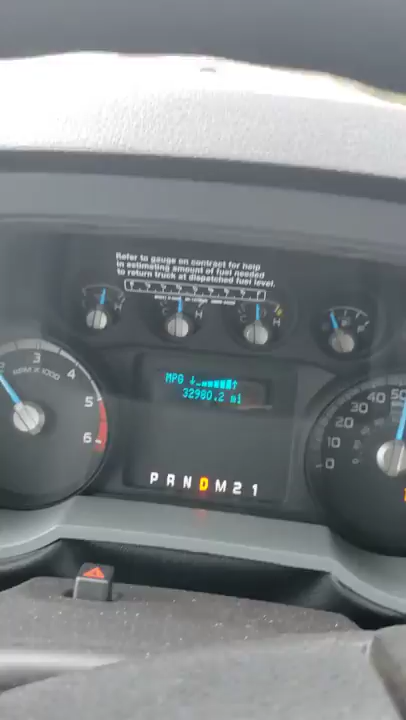 Refer to gauge on contract for help
in estimating amount of fuel needed
to return truck at dispatched fuel level.
H
C H
C H
3
4
5
6
RPM X 1000
MPG
32980.2 mi
P R N D M 2 1
50
40
30
20
10
0